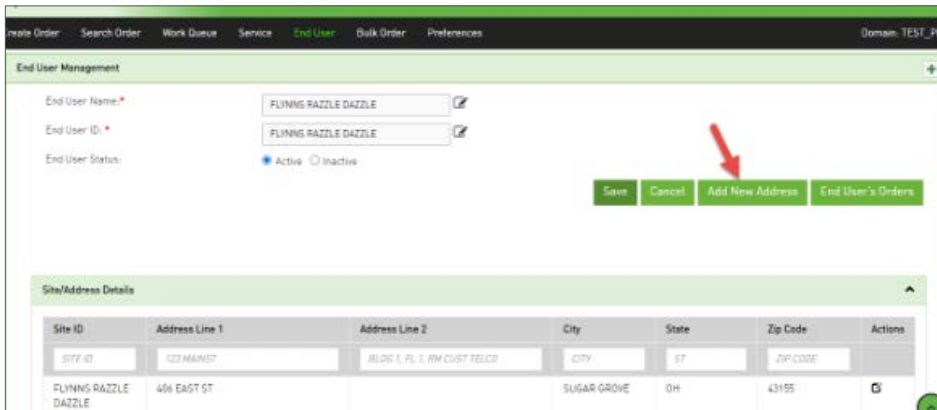 reate Order Search Order Work Queue Service End User Bulk Order Preferences Domain: TEST_P
End User Management
End User Name:*
FLYNNS RAZZLE DAZZLE
End User ID: *
FLYNNS RAZZLE DAZZLE
End User Status:
Active Inactive
Save Cancel Add New Address End User's Orders
Site/Address Details
Site ID Address Line 1 Address Line 2 City State Zip Code Actions
SITE ID 123 MAINST BLDG 1, FL 1, RM CUST TELCO CITY ST ZIP CODE
FLYNNS RAZZLE 406 EAST ST SUGAR GROVE OH 43155
DAZZLE